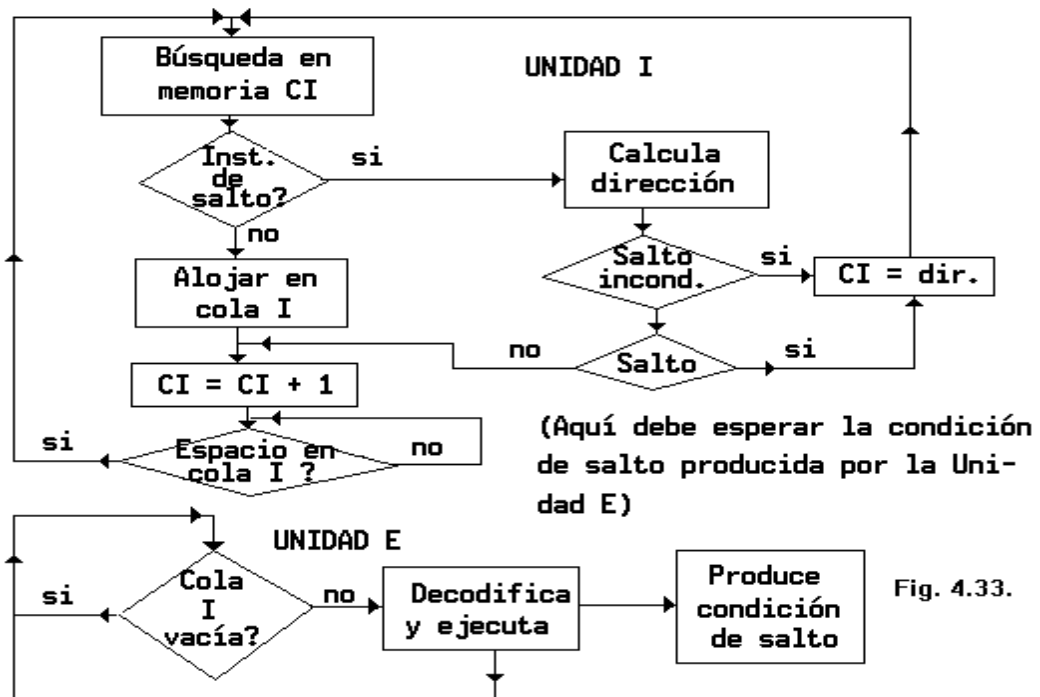 Búsqueda en
memoria CI
UNIDAD I
Inst.
de
salto?
si
no
Calcula
dirección
Salto
incond.
si
CI = dir.
Alojar en
cola I
no
Salto
si
CI = CI + 1
Espacio en
cola I ?
si
no
(Aquí debe esperar la condición
de salto producida por la Uni-
dad E)
UNIDAD E
Cola
I
vacía?
si
no
Decodifica
y ejecuta
Produce
condición
de salto
Fig. 4.33.